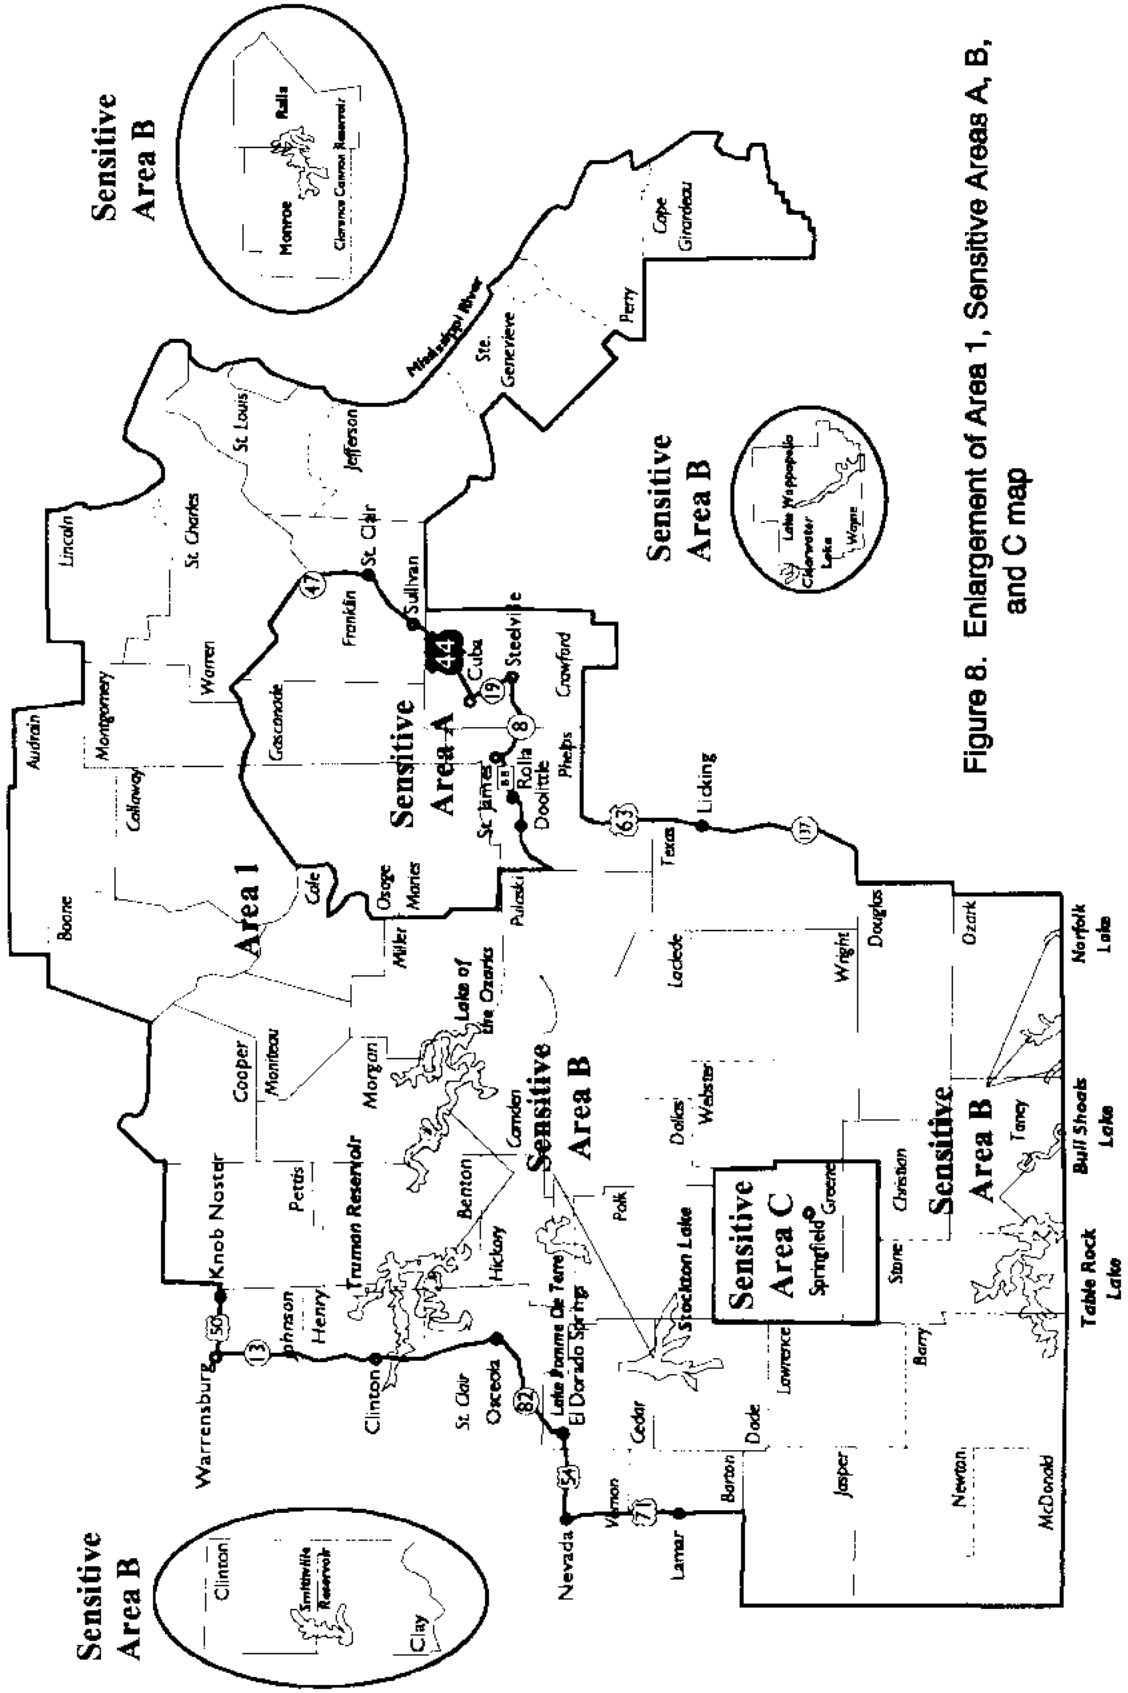 Sensitive
Area B
Clinton
Smithville
Reservoir
Clay
Sensitive
Area B
Monroe
Ralls
Clarence Cannon Reservoir
Sensitive
Area B
Lake Wappapello
Clearwater
Lake
Wayne
Warrensburg
50
Knob Noster
13
Johnson
Henry
Clinton
St. Clair
Osceola
82
Lake Pomme De Terre
El Dorado Springs
54
Nevada
Vernon
71
Lamar
Cedar
Barton
Dade
Jasper
Lawrence
Newton
McDonald
Barry
Stockton Lake
Truman Reservoir
Pettis
Benton
Hickory
Polk
Cooper
Moniteau
Morgan
Camden
Lake of
the Ozarks
Miller
Sensitive
Area B
Dallas
Webster
Laclede
Wright
Sensitive
Area C
Springfield
Greene
Christian
Stone
Sensitive
Area B
Taney
Table Rock
Lake
Bull Shoals
Lake
Norfolk
Lake
Ozark
Douglas
Texas
Licking
63
137
Pulaski
Boone
Area 1
Cole
Osage
Maries
Audrain
Callaway
Montgomery
Gasconade
Warren
Lincoln
St. Charles
St. Louis
Jefferson
Franklin
47
St. Clair
Sullivan
44
Cuba
19
Steelville
8
Crawford
Phelps
St. James
BB
Rolla
Doolittle
Sensitive
Area A
Mississippi River
Ste.
Genevieve
Perry
Cape
Girardeau
Figure 8. Enlargement of Area 1, Sensitive Areas A, B,
and C map